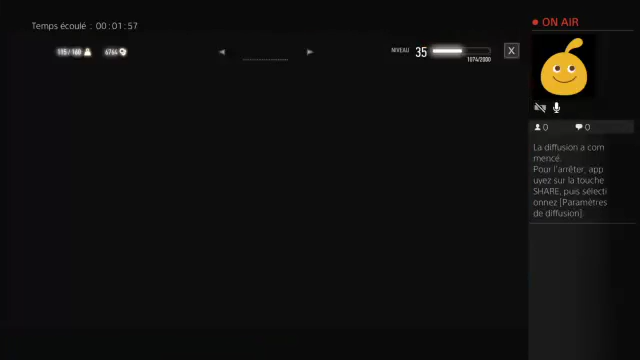 Temps écoulé : 00:01:57
ON AIR
115/160
6764
NIVEAU 35
1074/2000
X
0 0
La diffusion a com
mencé.
Pour l'arrêter, app
uyez sur la touche
SHARE, puis sélecti
onnez [Paramètres
de diffusion].